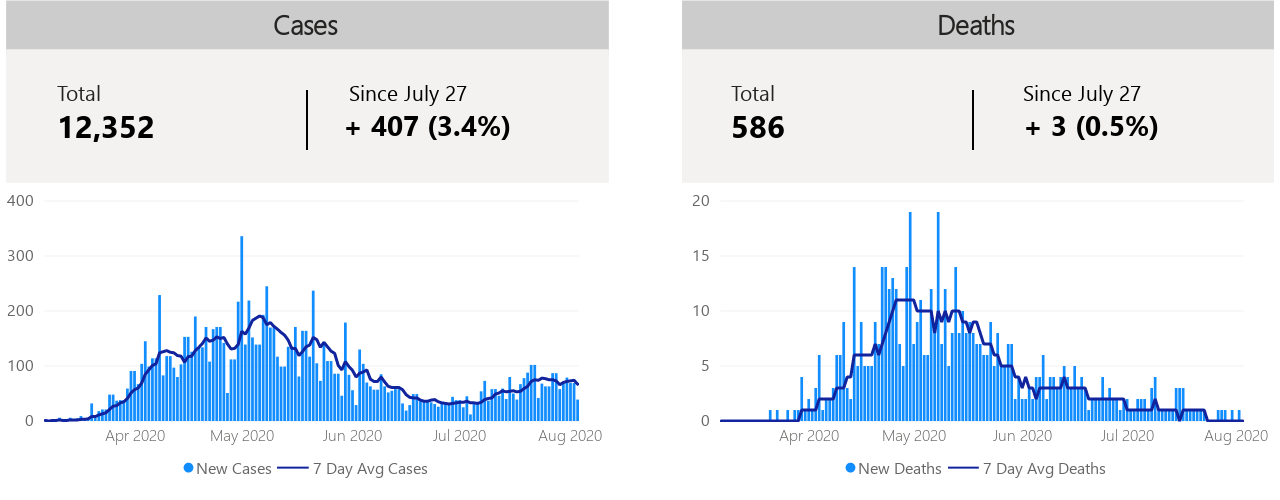 Cases
Total
12,352
Since July 27
+ 407 (3.4%)
400
300
200
100
0
Apr 2020 May 2020 Jun 2020 Jul 2020 Aug 2020
New Cases 7 Day Avg Cases
Deaths
Total
586
Since July 27
+ 3 (0.5%)
20
15
10
5
0
Apr 2020 May 2020 Jun 2020 Jul 2020 Aug 2020
New Deaths 7 Day Avg Deaths